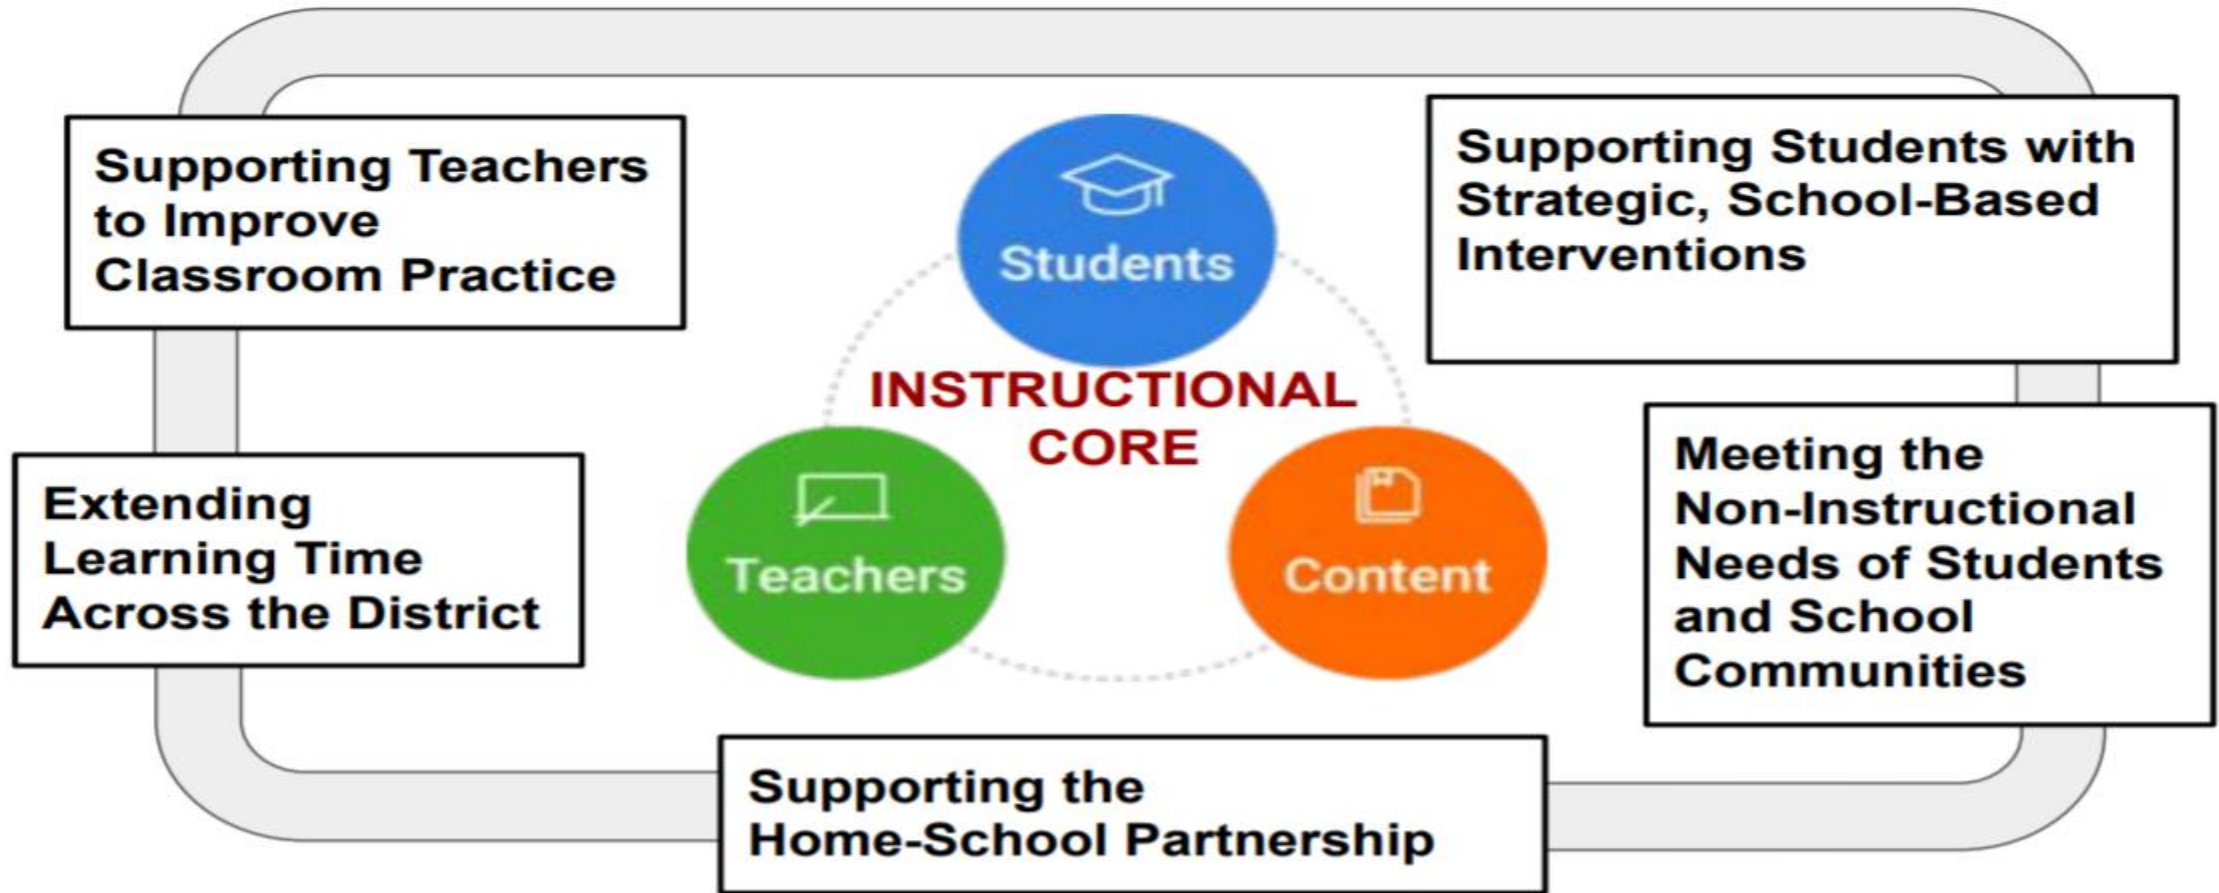 Supporting Teachers
to Improve
Classroom Practice
Supporting Students with
Strategic, School-Based
Interventions
Students
INSTRUCTIONAL
CORE
Teachers
Content
Extending
Learning Time
Across the District
Meeting the
Non-Instructional
Needs of Students
and School
Communities
Supporting the
Home-School Partnership